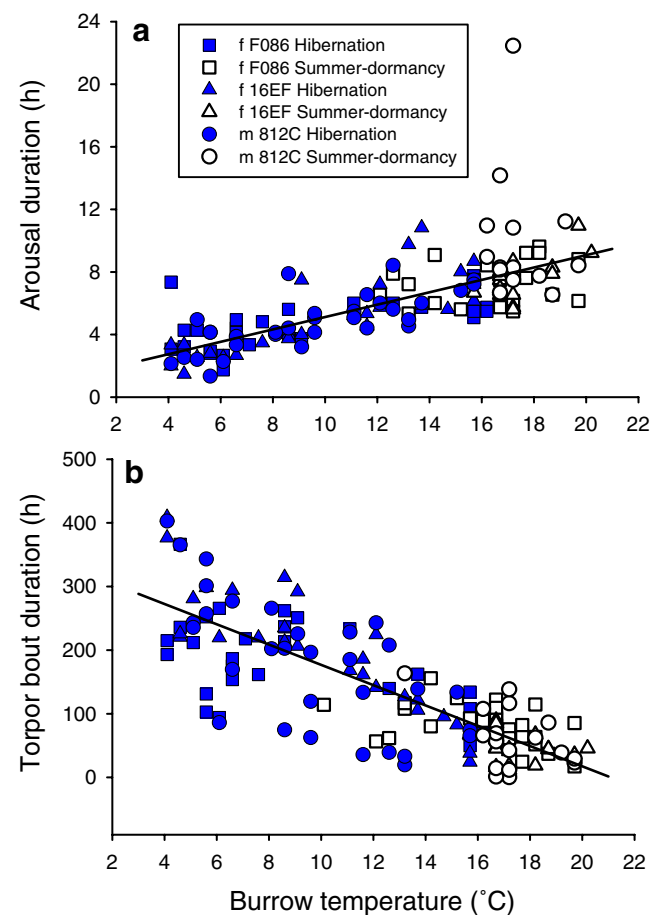 a
f F086 Hibernation
f F086 Summer-dormancy
f 16EF Hibernation
f 16EF Summer-dormancy
m 812C Hibernation
m 812C Summer-dormancy
Arousal duration (h)
24
20
16
12
8
4
0
2 4 6 8 10 12 14 16 18 20 22
b
Torpor bout duration (h)
500
400
300
200
100
0
2 4 6 8 10 12 14 16 18 20 22
Burrow temperature (˚C)